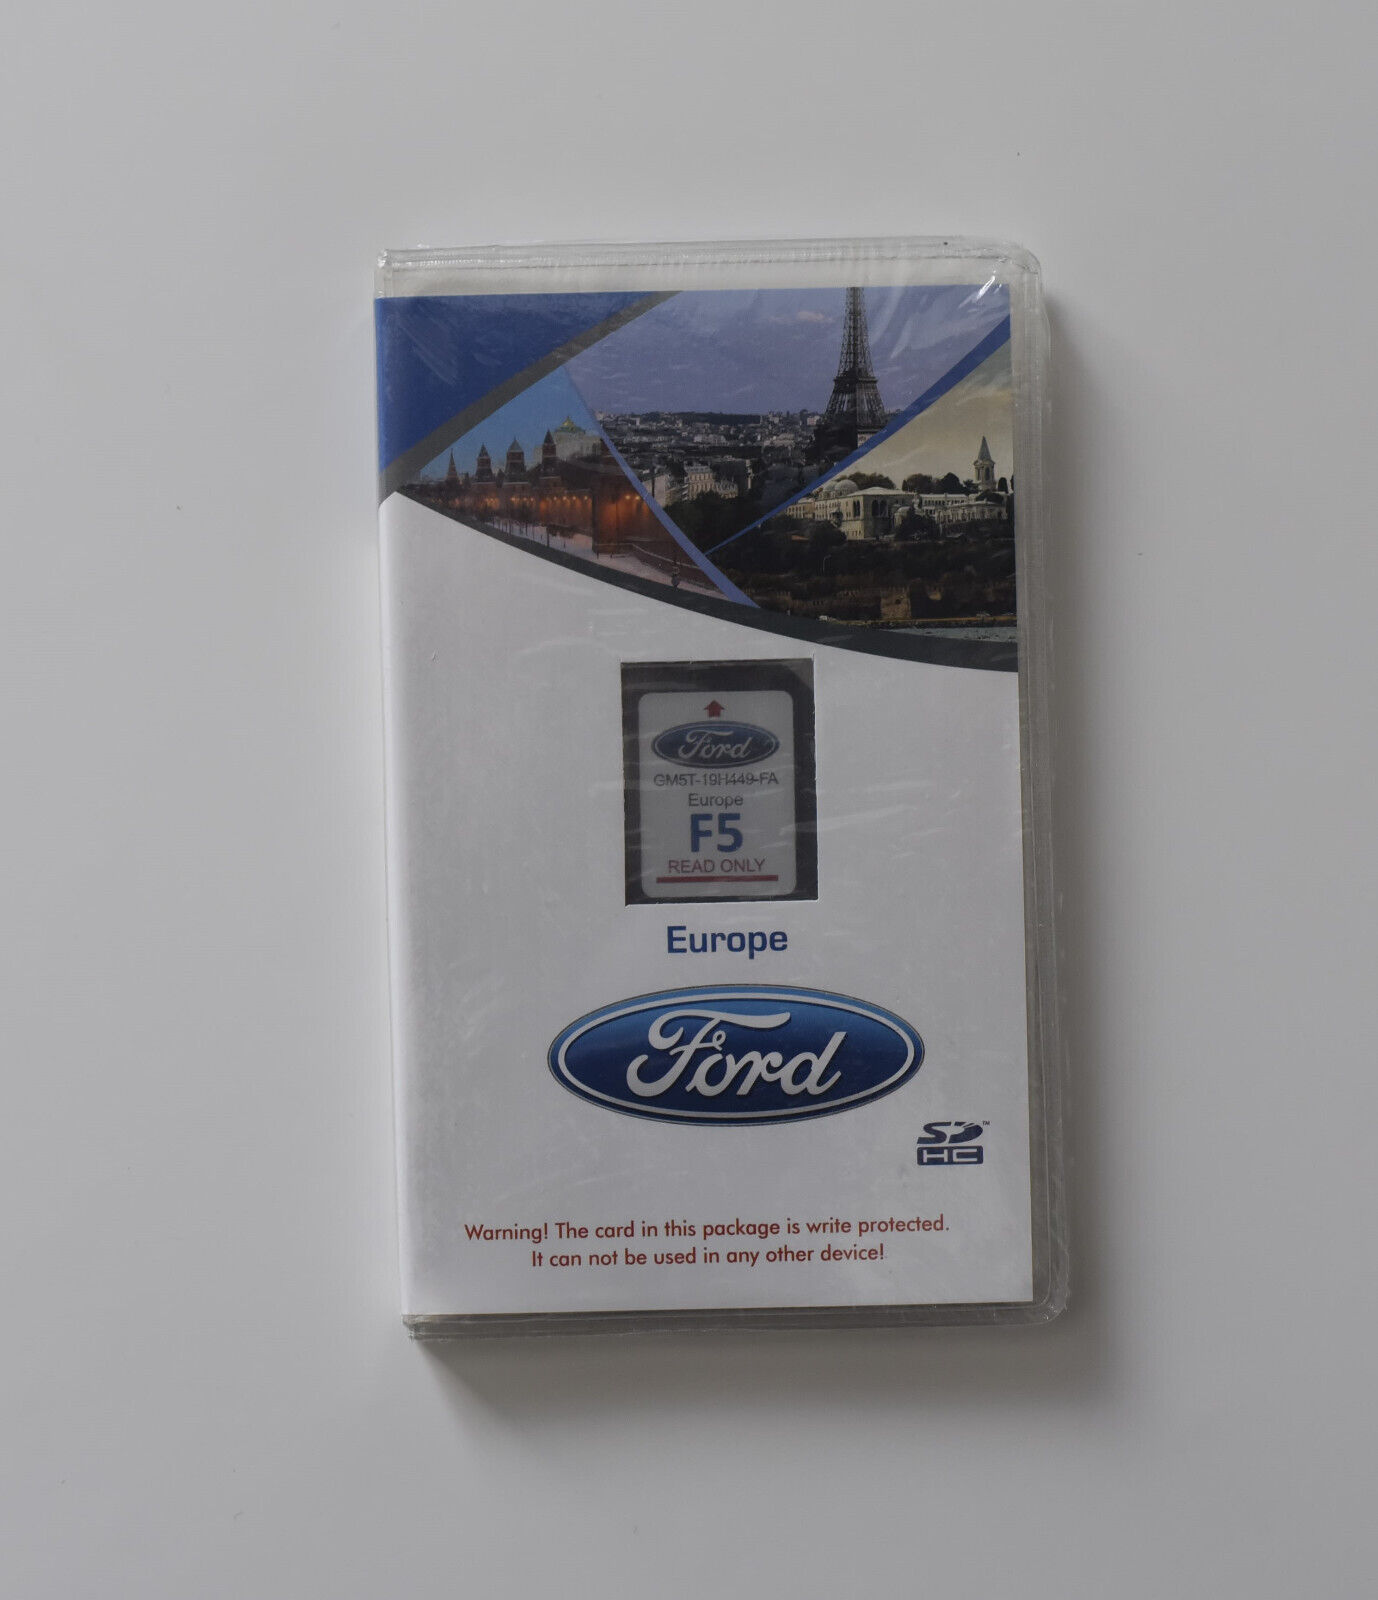 Ford
GM5T-19H449-FA
Europe
F5
READ ONLY
Europe
Ford
SD™
HC
Warning! The card in this package is write protected.
It can not be used in any other device!